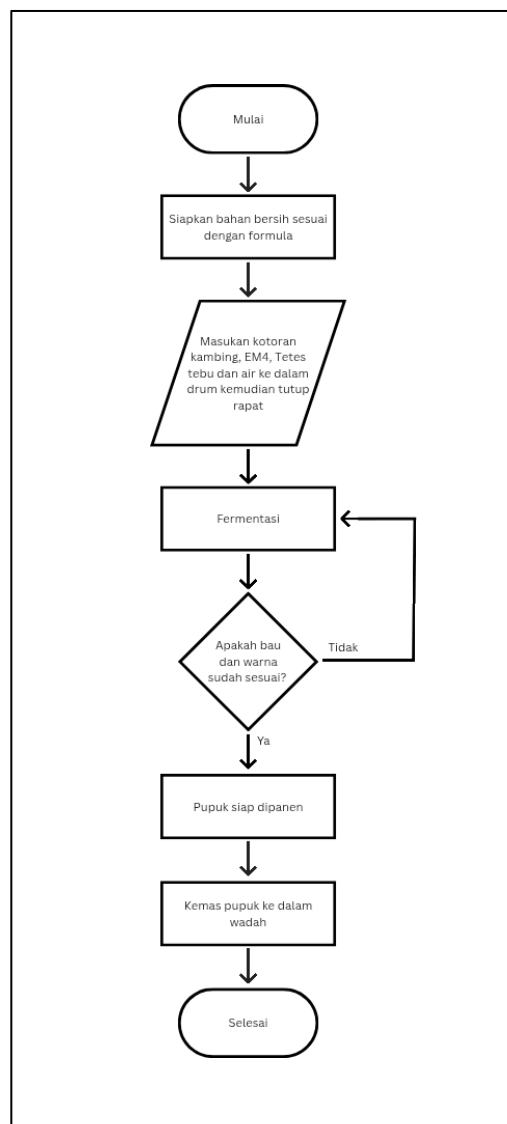 Mulai
Siapkan bahan bersih sesuai
dengan formula
Masukan kotoran
kambing, EM4, Tetes
tebu dan air ke dalam
drum kemudian tutup
rapat
Fermentasi
Apakah bau
dan warna
sudah sesuai?
Tidak
Ya
Pupuk siap dipanen
Kemas pupuk ke dalam
wadah
Selesai